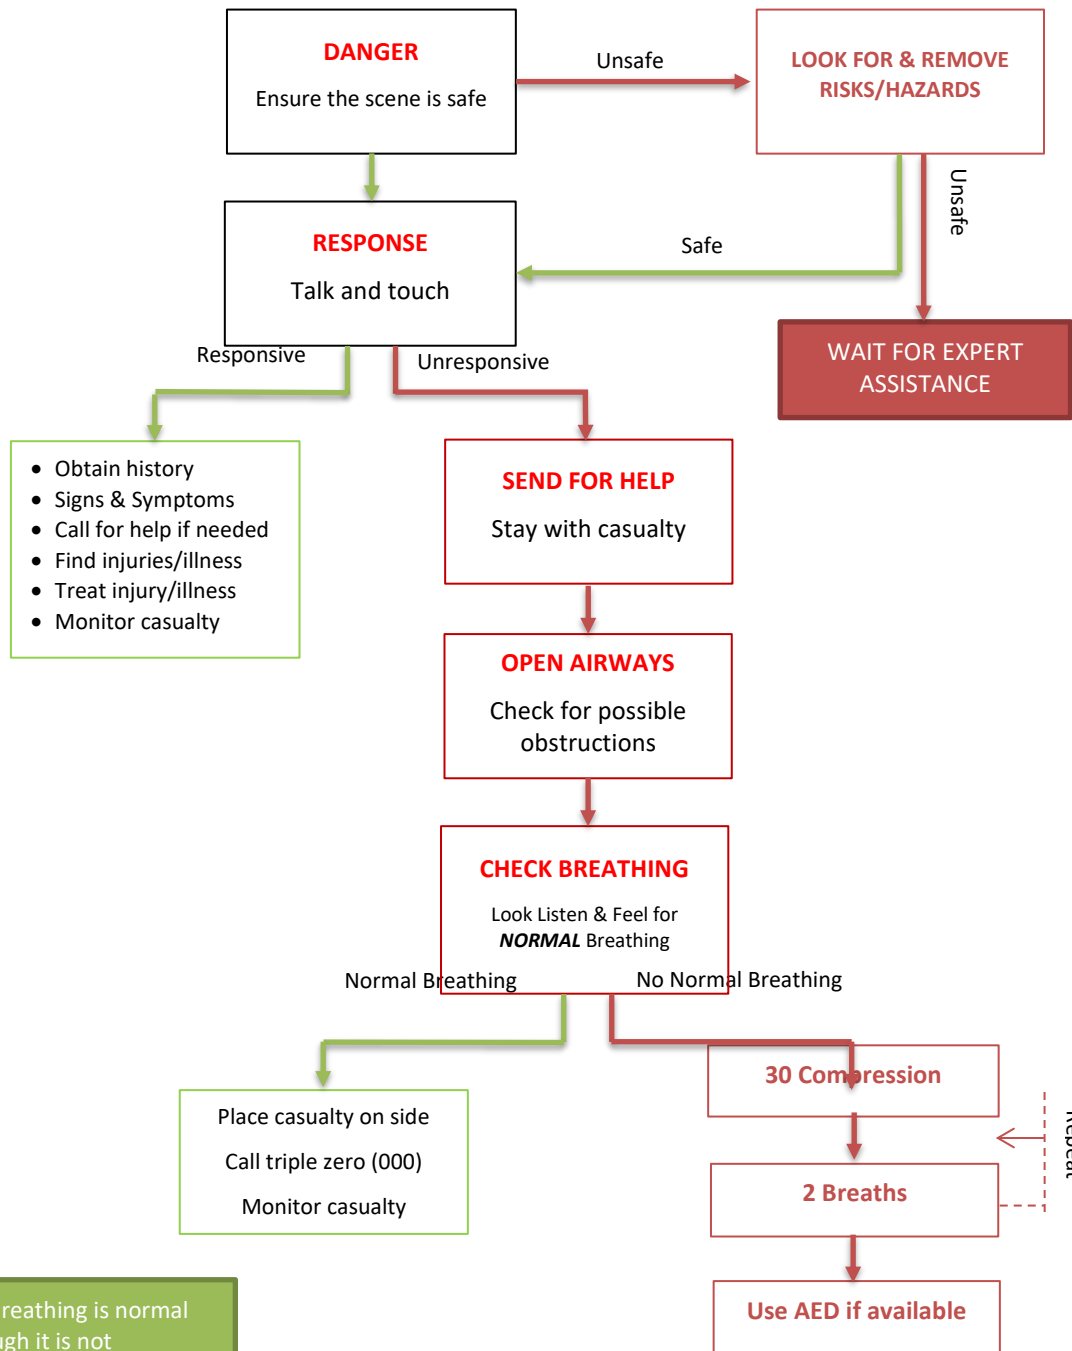 DANGER
Ensure the scene is safe
Unsafe
LOOK FOR & REMOVE
RISKS/HAZARDS
Unsafe
RESPONSE
Talk and touch
Safe
WAIT FOR EXPERT
ASSISTANCE
Responsive
Unresponsive
• Obtain history
• Signs & Symptoms
• Call for help if needed
• Find injuries/illness
• Treat injury/illness
• Monitor casualty
SEND FOR HELP
Stay with casualty
OPEN AIRWAYS
Check for possible
obstructions
CHECK BREATHING
Look Listen & Feel for
NORMAL Breathing
Normal Breathing
No Normal Breathing
Place casualty on side
Call triple zero (000)
Monitor casualty
30 Compression
2 Breaths
Repeat
Use AED if available
reathing is normal
ugh it is not